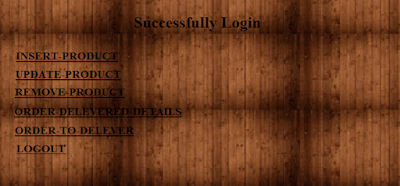 Successfully Login
INSERT-PRODUCT
UPDATE-PRODUCT
REMOVE-PRODUCT
ORDER-DELEVERED-DETAILS
ORDER-TO-DELEVER
LOGOUT